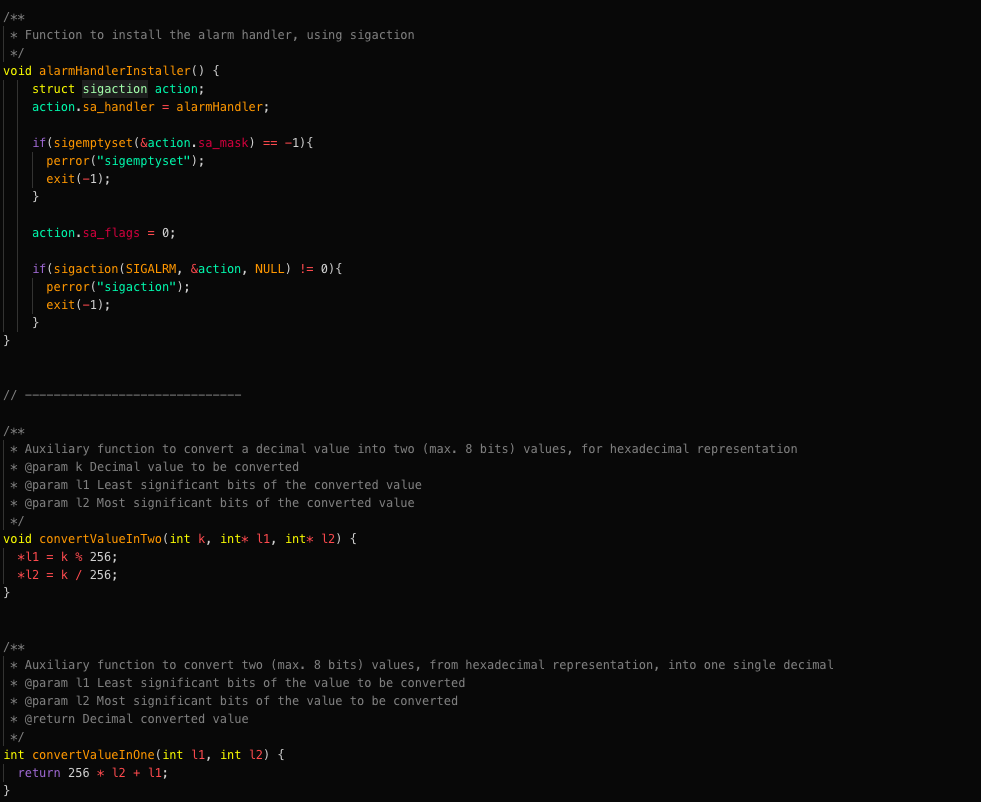 /**
 * Function to install the alarm handler, using sigaction
 */
void alarmHandlerInstaller() {
    struct sigaction action;
    action.sa_handler = alarmHandler;

    if(sigemptyset(&action.sa_mask) == -1){
      perror("sigemptyset");
      exit(-1);
    }

    action.sa_flags = 0;

    if(sigaction(SIGALRM, &action, NULL) != 0){
      perror("sigaction");
      exit(-1);
    }
}

// ------------------------------

/**
 * Auxiliary function to convert a decimal value into two (max. 8 bits) values, for hexadecimal representation
 * @param k Decimal value to be converted
 * @param l1 Least significant bits of the converted value
 * @param l2 Most significant bits of the converted value
 */
void convertValueInTwo(int k, int* l1, int* l2) {
  *l1 = k % 256;
  *l2 = k / 256;
}

/**
 * Auxiliary function to convert two (max. 8 bits) values, from hexadecimal representation, into one single decimal
 * @param l1 Least significant bits of the value to be converted
 * @param l2 Most significant bits of the value to be converted
 * @return Decimal converted value
 */
int convertValueInOne(int l1, int l2) {
  return 256 * l2 + l1;
}